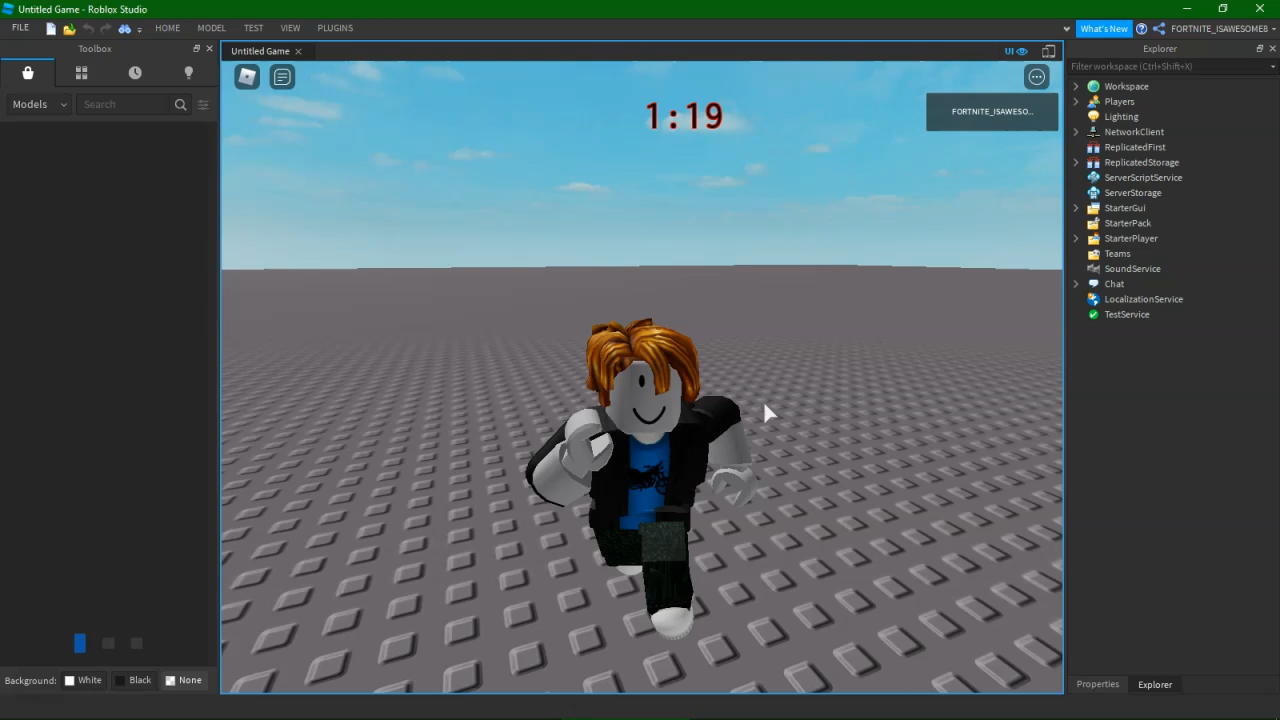 Untitled Game - Roblox Studio
FILE
HOME
MODEL
TEST
VIEW
PLUGINS
What's New
FORTNITE_ISAWESOME8
Toolbox
Models
Search
Background:
White
Black
None
Untitled Game
UI
1:19
FORTNITE_ISAWESO...
Explorer
Filter workspace (Ctrl+Shift+X)
Workspace
Players
Lighting
NetworkClient
ReplicatedFirst
ReplicatedStorage
ServerScriptService
ServerStorage
StarterGui
StarterPack
StarterPlayer
Teams
SoundService
Chat
LocalizationService
TestService
Properties
Explorer